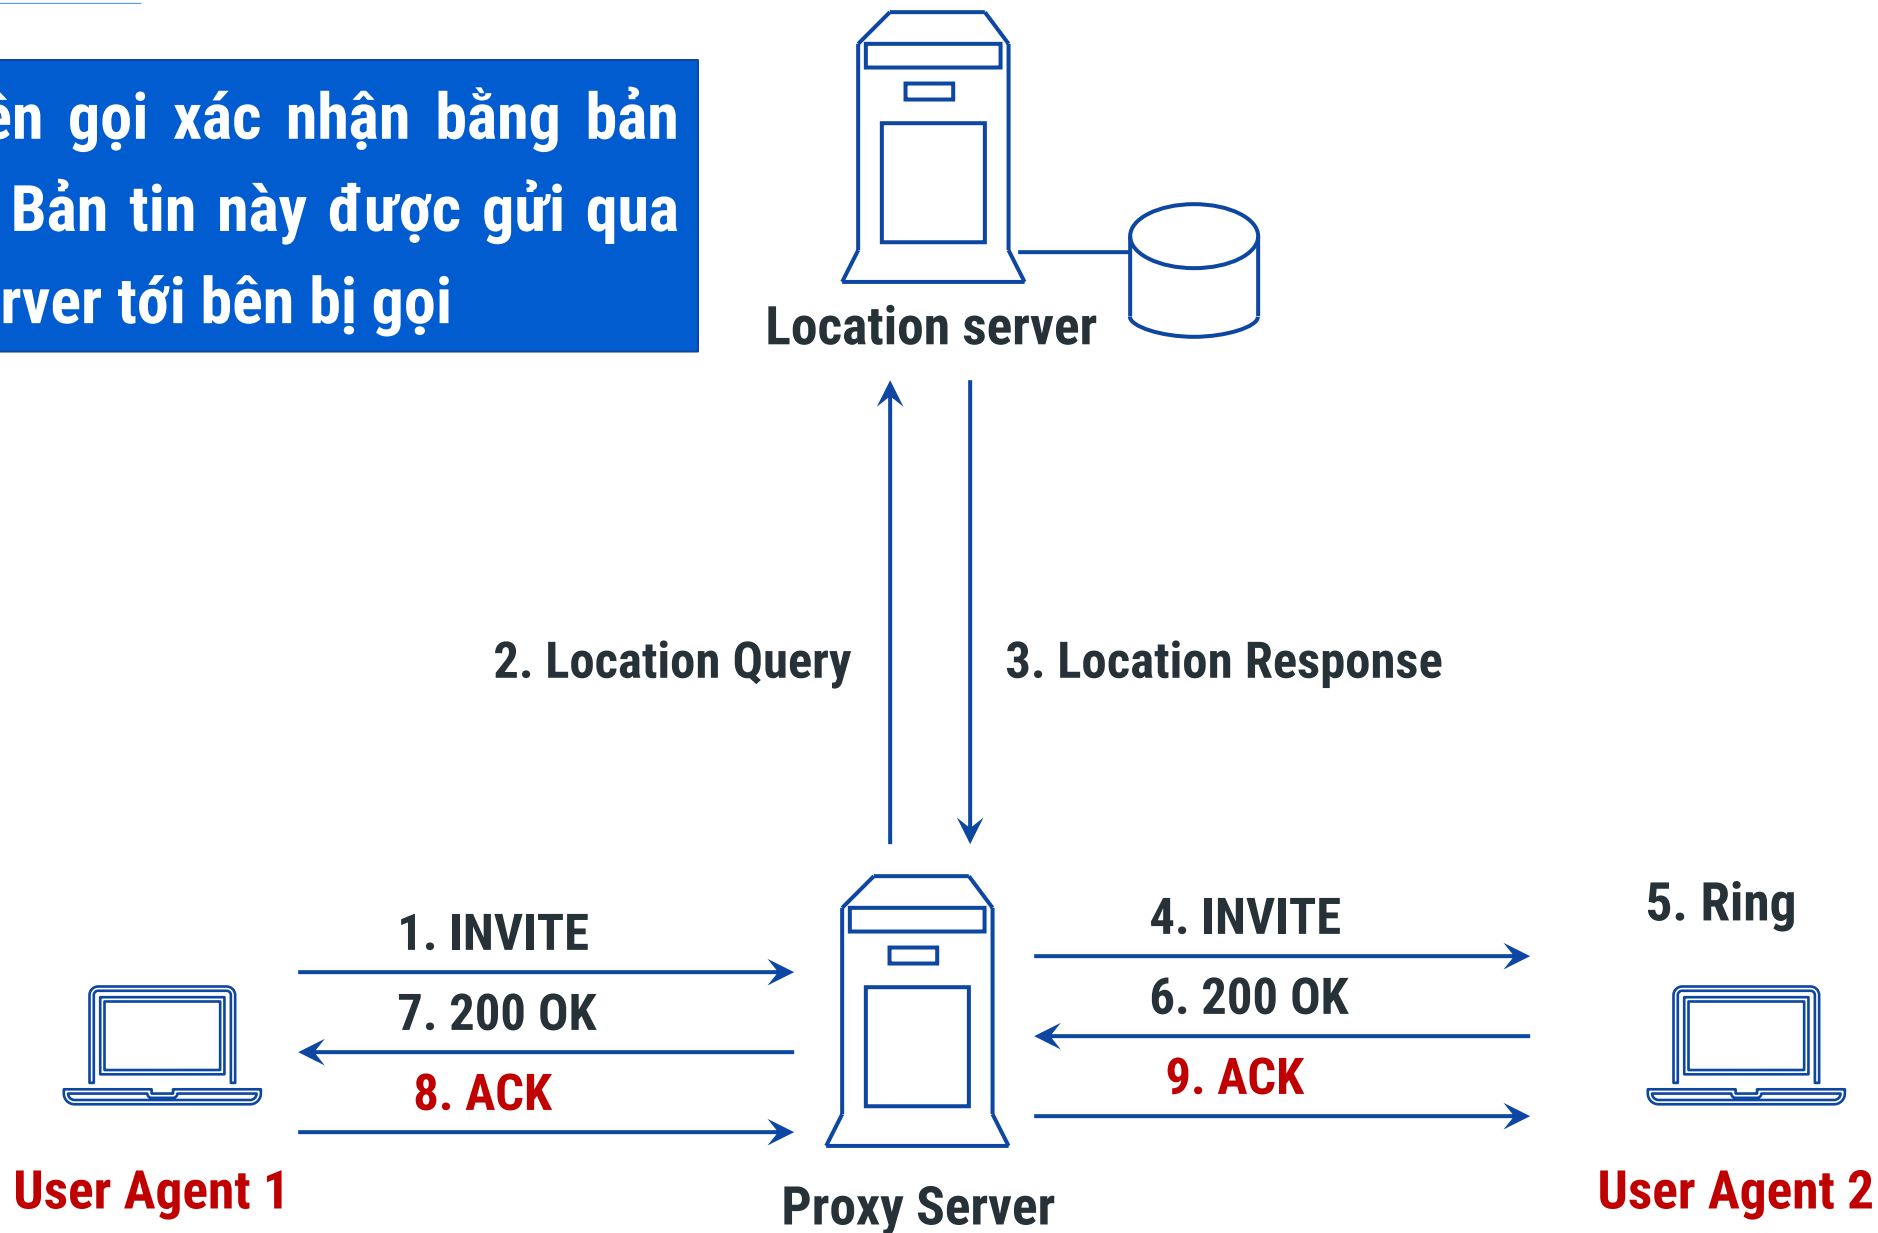 gọi xác nhận bằng bản
Bản tin này được gửi qua
tới bên bị gọi
Location server
2. Location Query
3. Location Response
1. INVITE
7. 200 OK
8. ACK
4. INVITE
6. 200 OK
9. ACK
5. Ring
User Agent 1
Proxy Server
User Agent 2